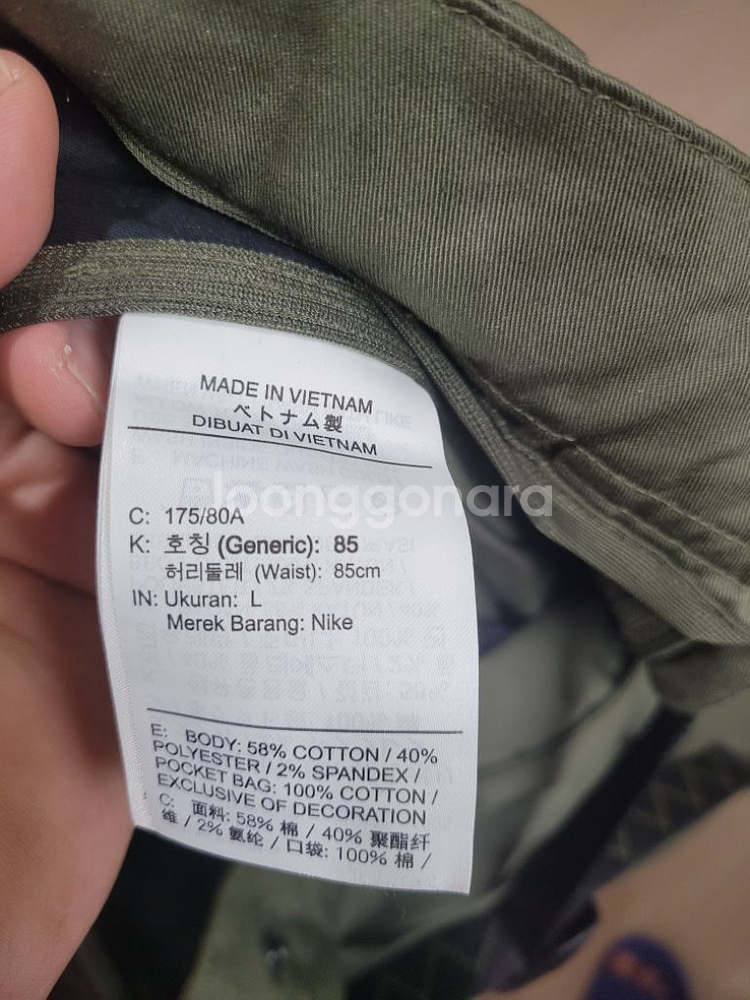 MADE IN VIETNAM
ベトナム製
DIBUAT DI VIETNAM
joonggonara
C: 175/80A
K: 호칭 (Generic): 85
허리둘레 (Waist): 85cm
IN: Ukuran: L
Merek Barang: Nike
E: BODY: 58% COTTON / 40%
POLYESTER / 2% SPANDEX /
POCKET BAG: 100% COTTON /
EXCLUSIVE OF DECORATION
C: 面料: 58% 棉 / 40% 聚酯纤
维 / 2% 氨纶 / 口袋: 100% 棉 /